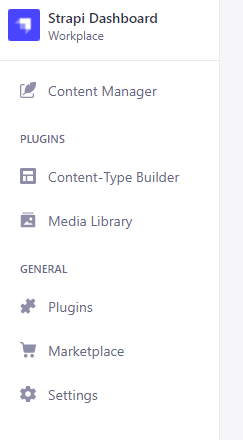 Strapi Dashboard
Workplace
Content Manager
PLUGINS
Content-Type Builder
Media Library
GENERAL
Plugins
Marketplace
Settings